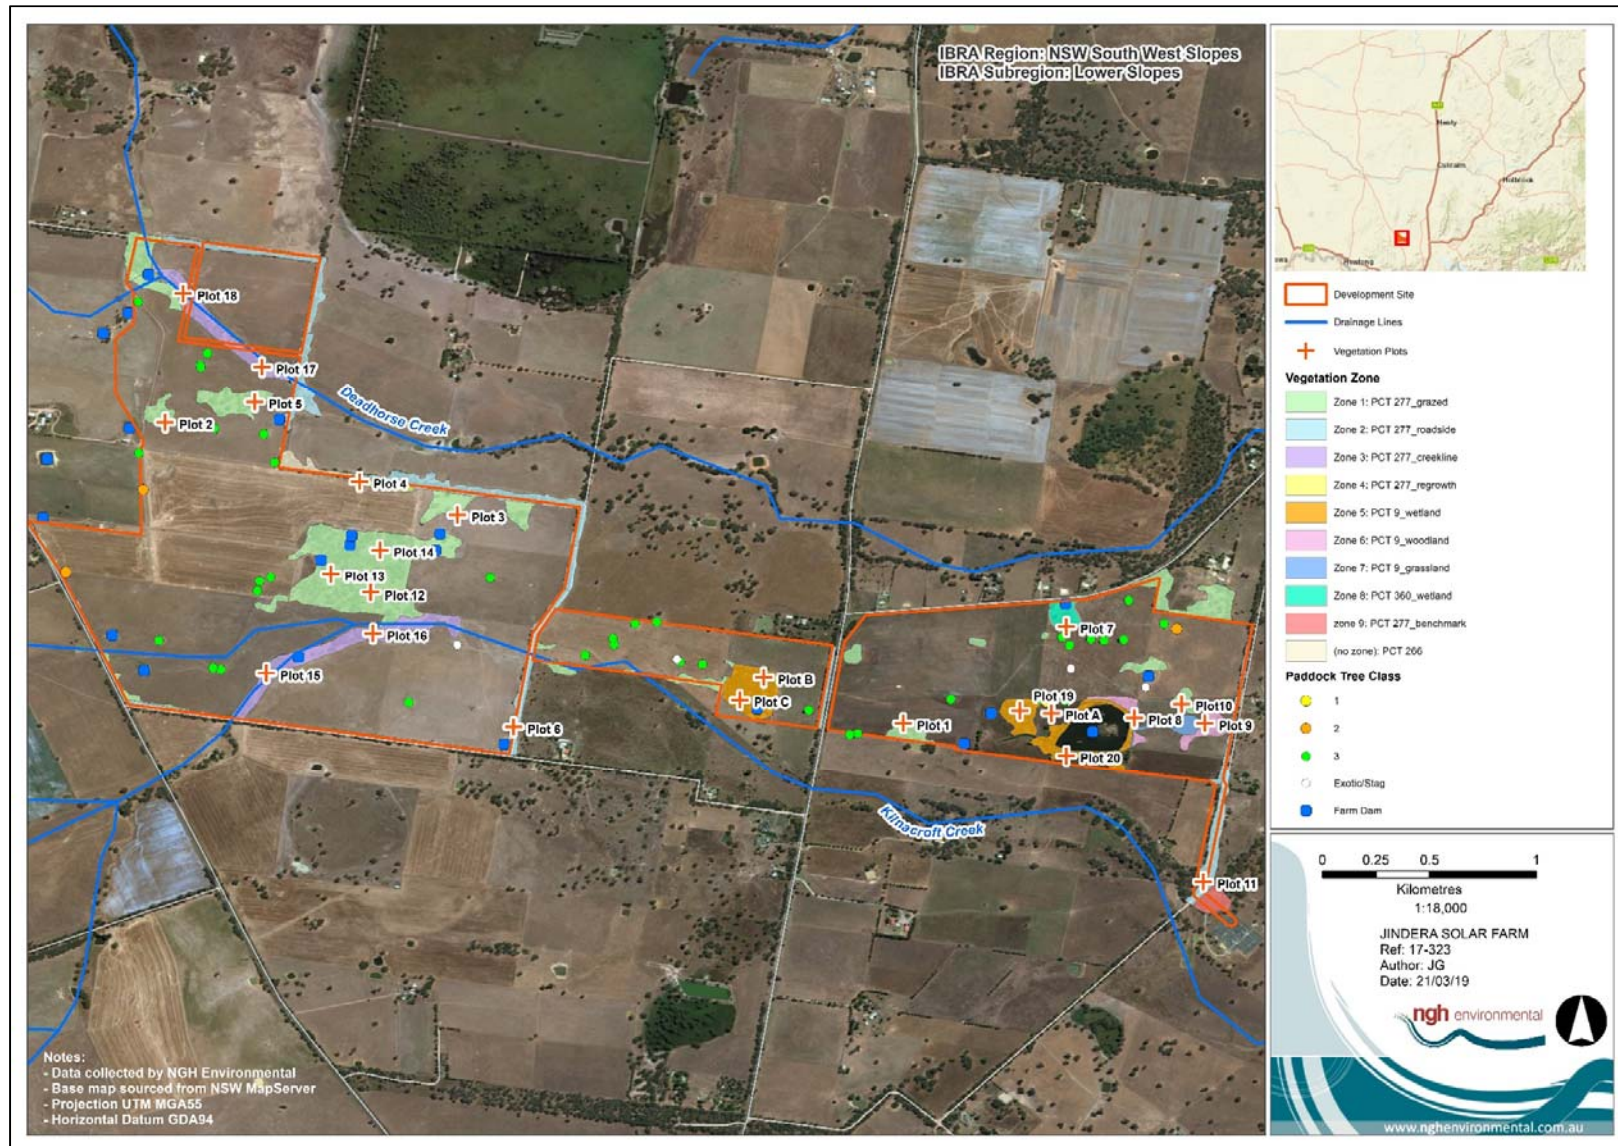 IBRA Region: NSW South West Slopes
IBRA Subregion: Lower Slopes
Plot 18
Plot 17
Plot 5
Plot 2
Deadhorse Creek
Plot 4
Plot 3
Plot 14
Plot 13
Plot 12
Plot 16
Plot 15
Plot 6
Plot B
Plot C
Plot 7
Plot 19
Plot10
Plot A
Plot 8
Plot 9
Plot 1
Plot 20
Kilnacroft Creek
Plot 11
Notes:
- Data collected by NGH Environmental
- Base map sourced from NSW MapServer
- Projection UTM MGA55
- Horizontal Datum GDA94
Henty
Culcairn
Holbrook
Development Site
Drainage Lines
Vegetation Plots
Vegetation Zone
Zone 1: PCT 277_grazed
Zone 2: PCT 277_roadside
Zone 3: PCT 277_creekline
Zone 4: PCT 277_regrowth
Zone 5: PCT 9_wetland
Zone 6: PCT 9_woodland
Zone 7: PCT 9_grassland
Zone 8: PCT 360_wetland
zone 9: PCT 277_benchmark
(no zone): PCT 266
Paddock Tree Class
1
2
3
Exotic/Stag
Farm Dam
0 0.25 0.5 1
Kilometres
1:18,000
JINDERA SOLAR FARM
Ref: 17-323
Author: JG
Date: 21/03/19
ngh environmental
www.nghenvironmental.com.au